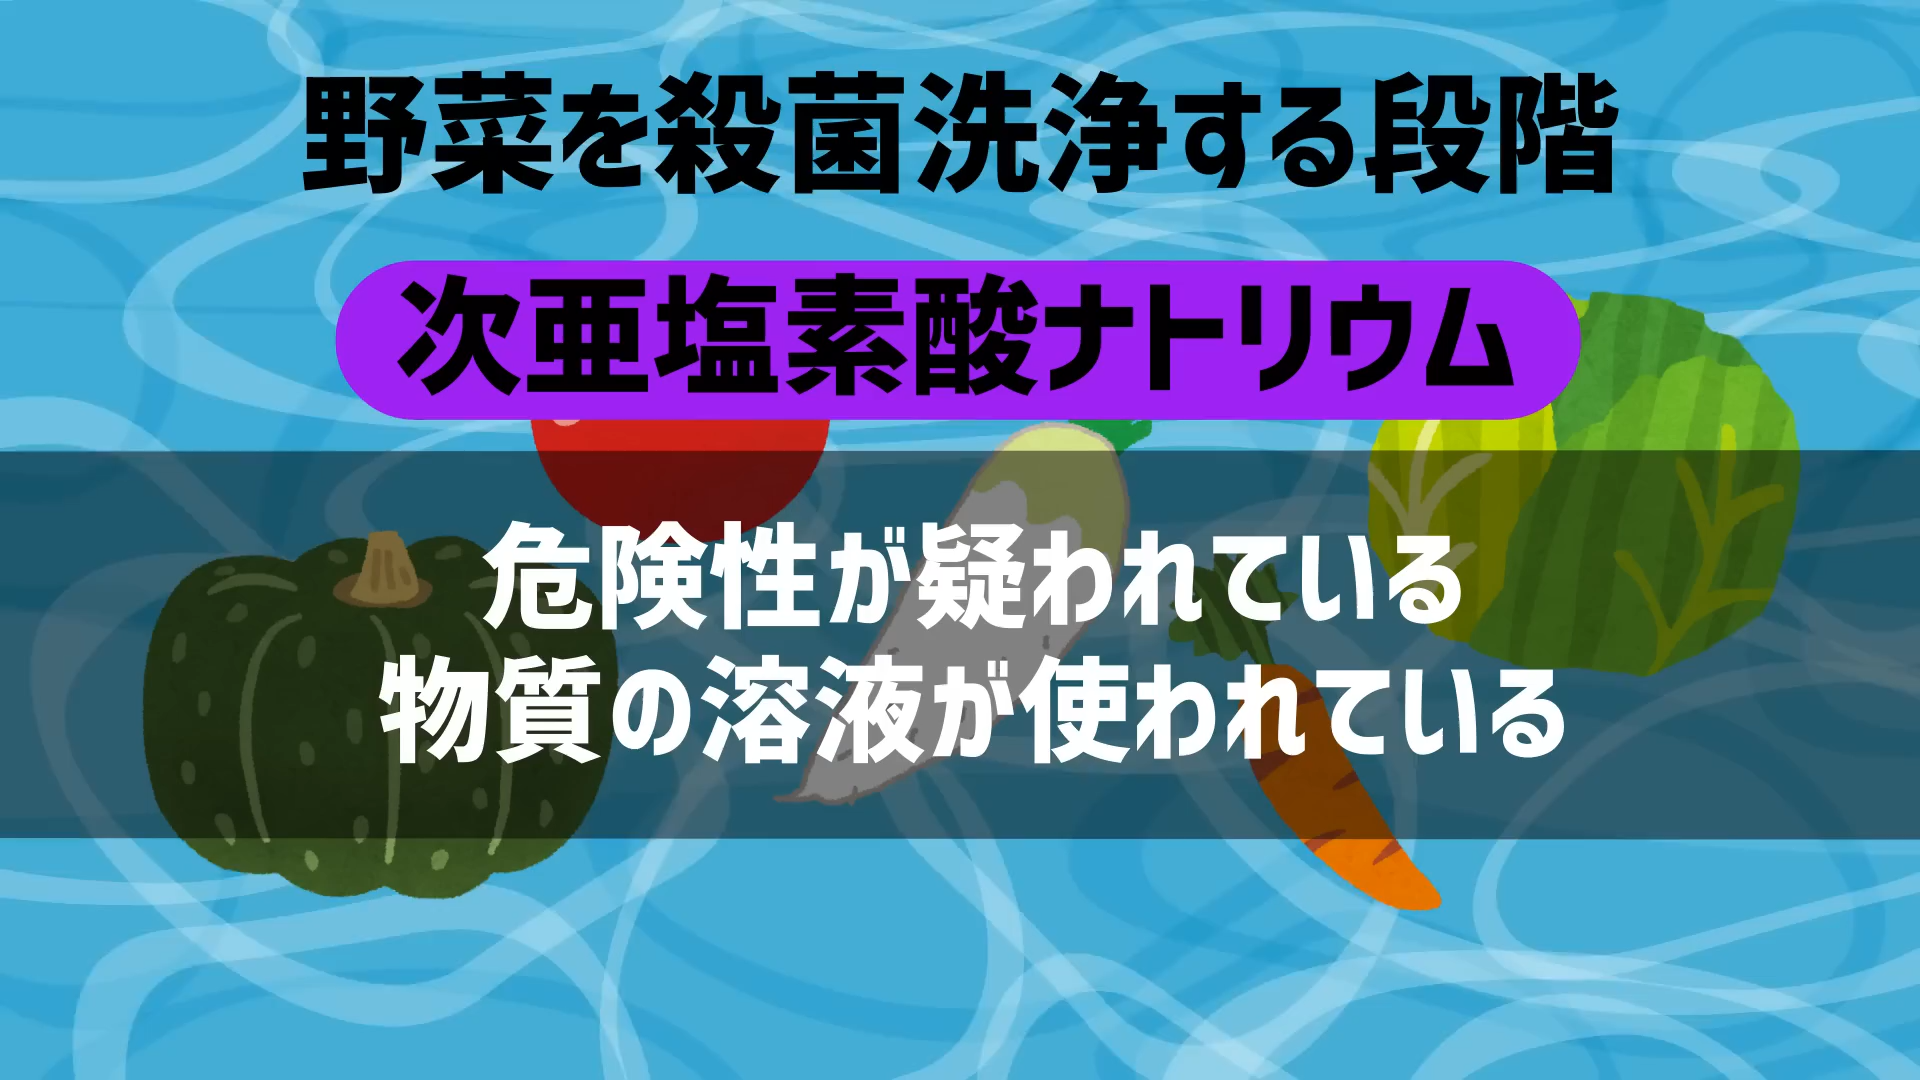 野菜を殺菌洗浄する段階
次亜塩素酸ナトリウム
危険性が疑われている
物質の溶液が使われている